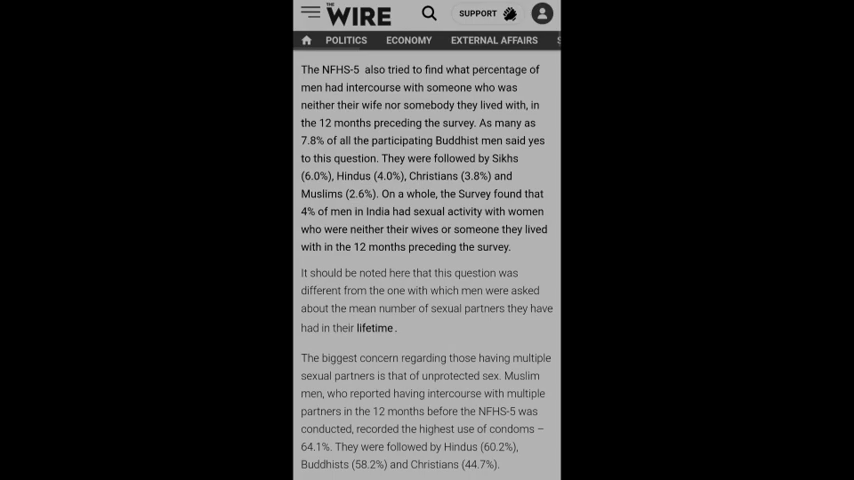 THE
WIRE
SUPPORT
POLITICS ECONOMY EXTERNAL AFFAIRS
The NFHS-5 also tried to find what percentage of
men had intercourse with someone who was
neither their wife nor somebody they lived with, in
the 12 months preceding the survey. As many as
7.8% of all the participating Buddhist men said yes
to this question. They were followed by Sikhs
(6.0%), Hindus (4.0%), Christians (3.8%) and
Muslims (2.6%). On a whole, the Survey found that
4% of men in India had sexual activity with women
who were neither their wives or someone they lived
with in the 12 months preceding the survey.
It should be noted here that this question was
different from the one with which men were asked
about the mean number of sexual partners they have
had in their lifetime.
The biggest concern regarding those having multiple
sexual partners is that of unprotected sex. Muslim
men, who reported having intercourse with multiple
partners in the 12 months before the NFHS-5 was
conducted, recorded the highest use of condoms –
64.1%. They were followed by Hindus (60.2%),
Buddhists (58.2%) and Christians (44.7%).